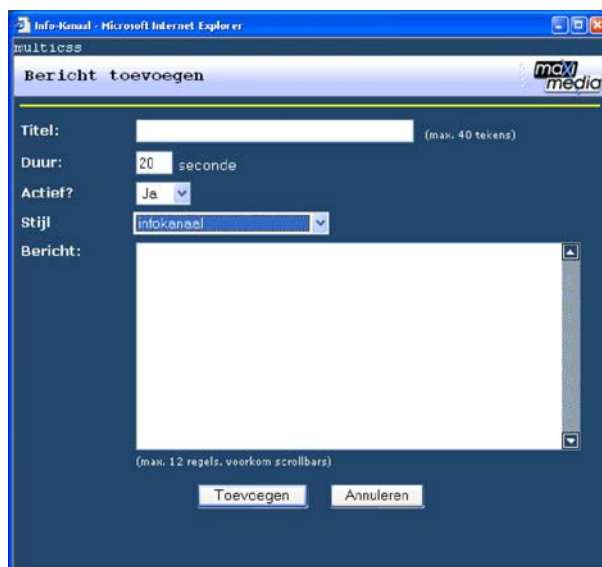 Info-Kanaal - Microsoft Internet Explorer
multicss
Bericht toevoegen
maxi
media
Titel:
(max. 40 tekens)
Duur:
20 seconde
Actief?
Ja
Stijl
infokanaal
Bericht:
(max. 12 regels, voorkom scrollbars)
Toevoegen
Annuleren